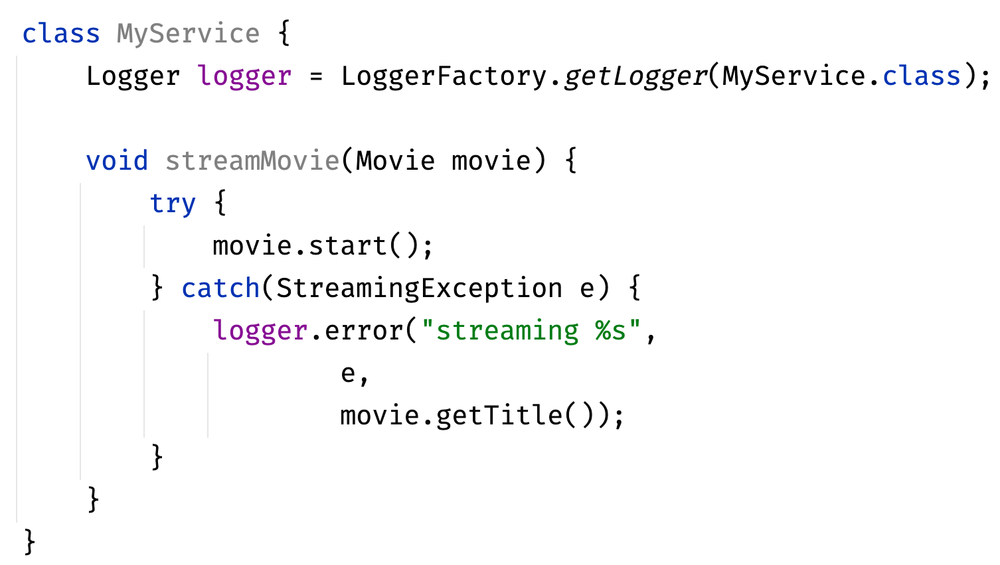 class MyService {
    Logger logger = LoggerFactory.getLogger(MyService.class);

    void streamMovie(Movie movie) {
        try {
            movie.start();
        } catch(StreamingException e) {
            logger.error("streaming %s",
                    e,
                    movie.getTitle());
        }
    }
}